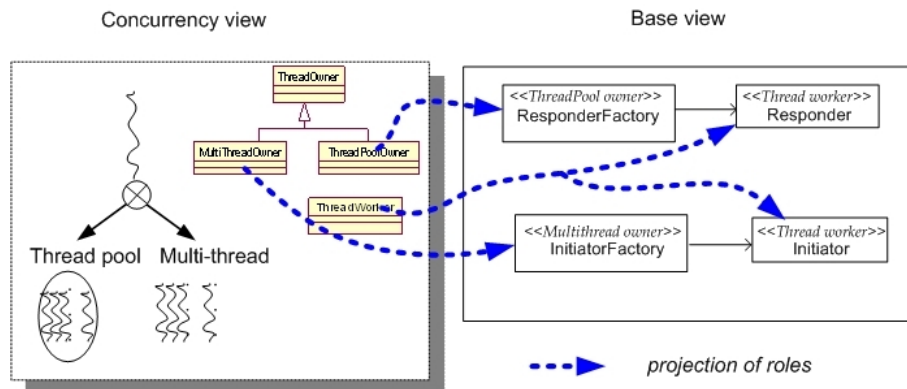 Concurrency view
Base view
ThreadOwner
MultiThreadOwner
ThreadPoolOwner
ThreadWorker
Thread pool
Multi-thread
<<ThreadPool owner>>
ResponderFactory
<<Thread worker>>
Responder
<<Multithread owner>>
InitiatorFactory
<<Thread worker>>
Initiator
projection of roles